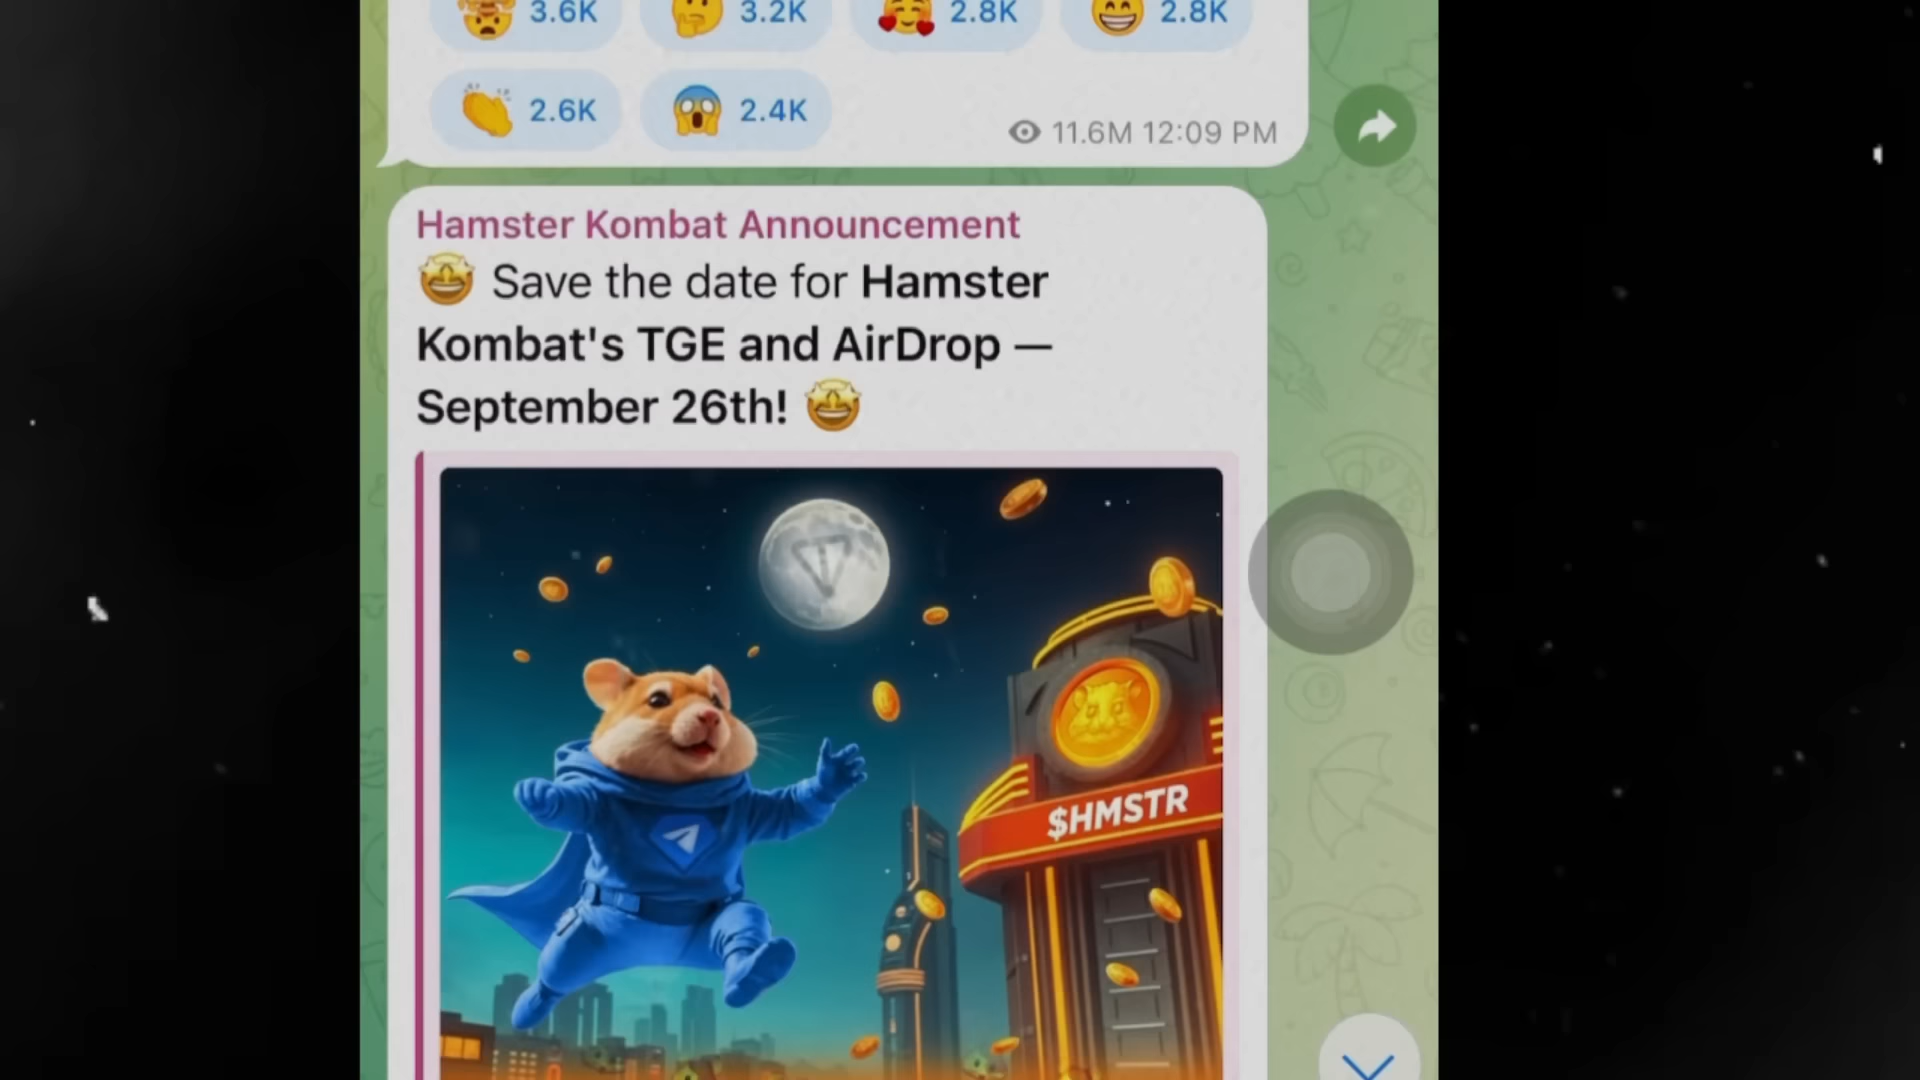 3.6K 3.2K 2.8K 2.8K
2.6K 2.4K
11.6M 12:09 PM
Hamster Kombat Announcement
Save the date for Hamster
Kombat's TGE and AirDrop —
September 26th!
$HMSTR